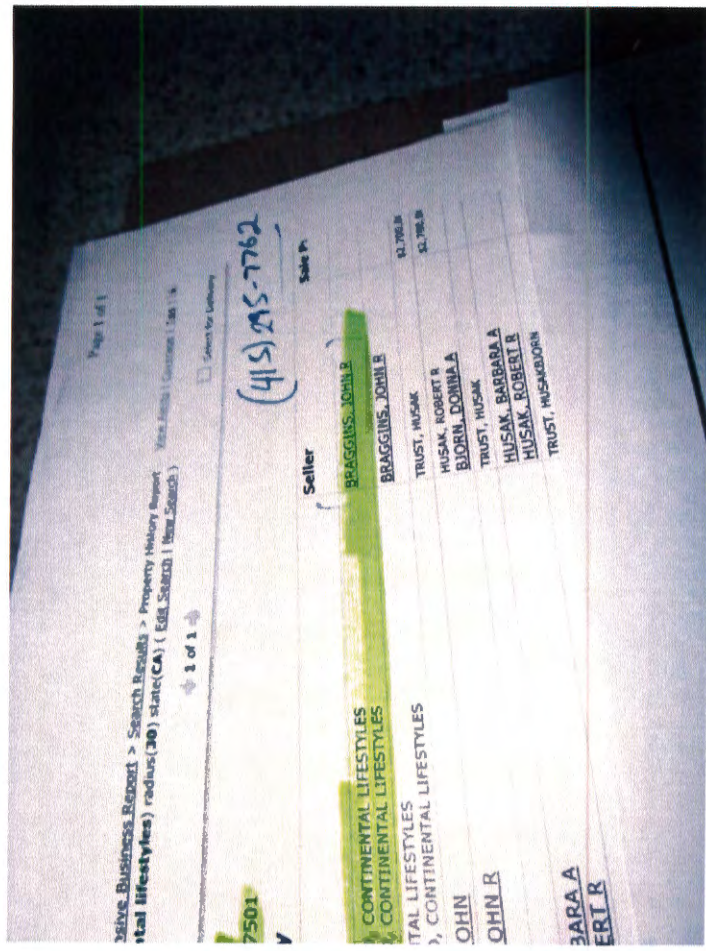 Page 1 of 1
sive Business Report > Search Results > Property History Report
tal lifestyles) radius(30) state(CA) ( Edit Search | New Search )
1 of 1
Select for Delivery
7501
(415) 295-7762
Seller
Sale P
CONTINENTAL LIFESTYLES BRAGGINS, JOHN R
CONTINENTAL LIFESTYLES BRAGGINS, JOHN R
TAL LIFESTYLES TRUST, HUSAK
, CONTINENTAL LIFESTYLES HUSAK, ROBERT R
OHN BJORN, DONNA A
TRUST, HUSAK
OHN R HUSAK, BARBARA A
HUSAK, ROBERT R
TRUST, HUSAKBJORN
BARA A
ERT R